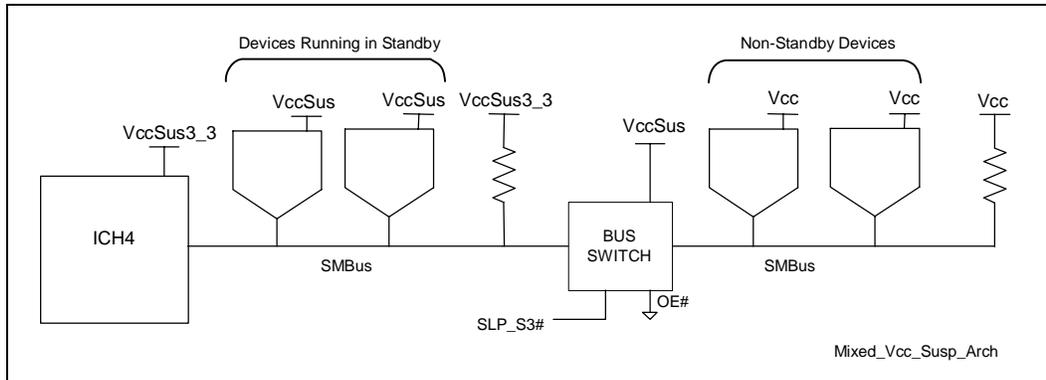 Devices Running in Standby
Non-Standby Devices
VccSus
VccSus
VccSus3_3
Vcc
Vcc
Vcc
VccSus3_3
VccSus
ICH4
BUS
SWITCH
SMBus
SMBus
OE#
SLP_S3#
Mixed_Vcc_Susp_Arch